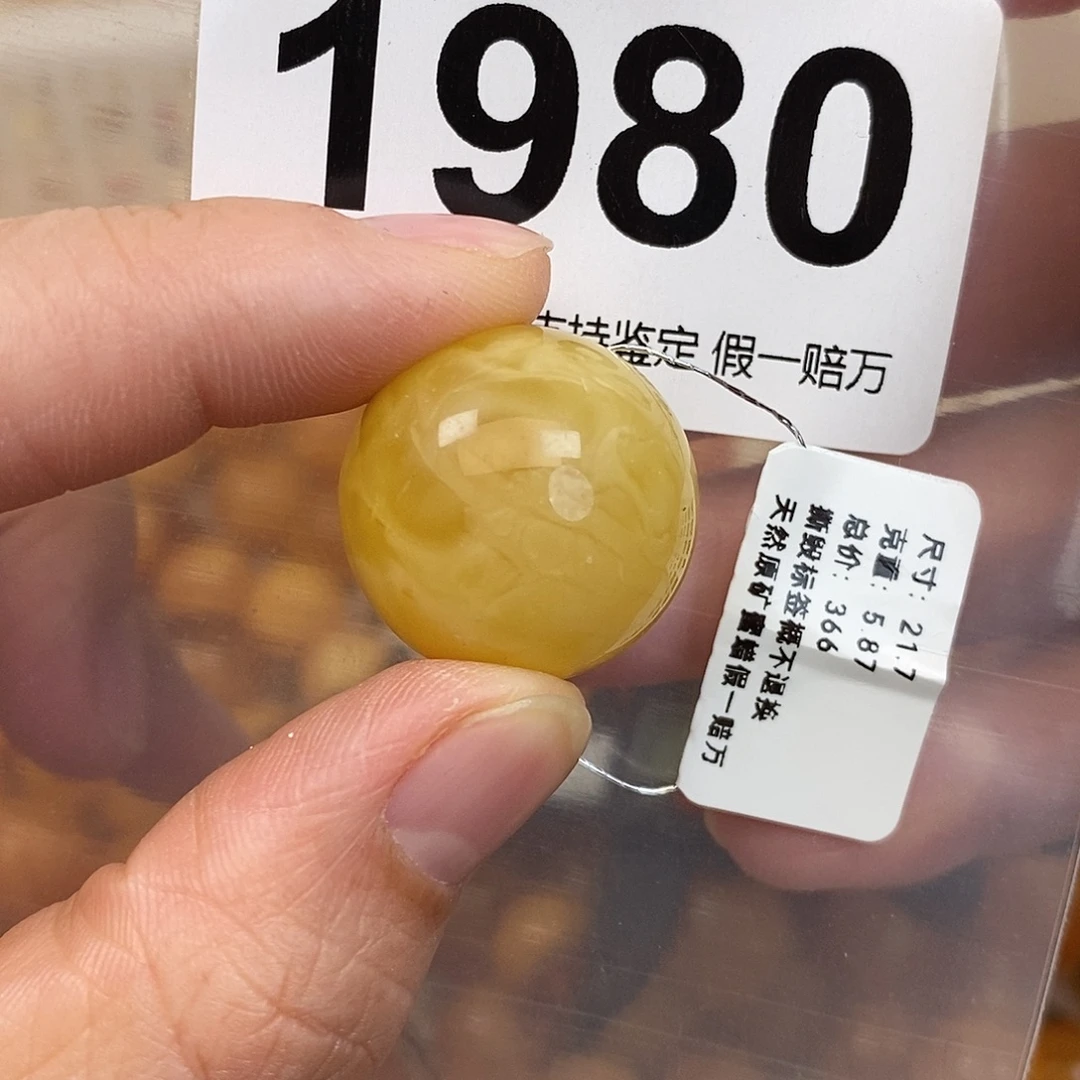 1980
支持鉴定 假一赔万
尺寸: 21.7
克重: 5.87
总价: 366
撕毁标签概不退换
天然原矿蜜蜡假一赔万